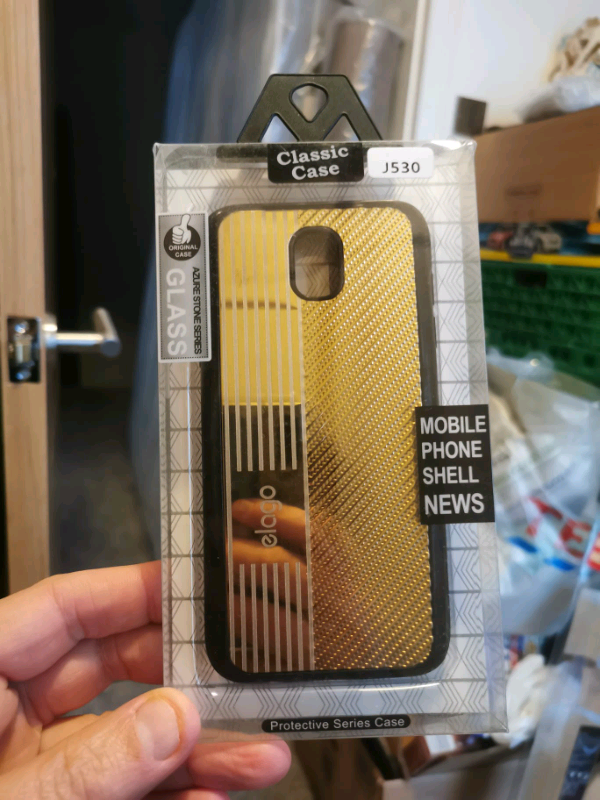 Classic
Case
J530
ORIGINAL
CASE
GLASS
AZURE STONE SERIES
MOBILE
PHONE
SHELL
NEWS
elago
Protective Series Case